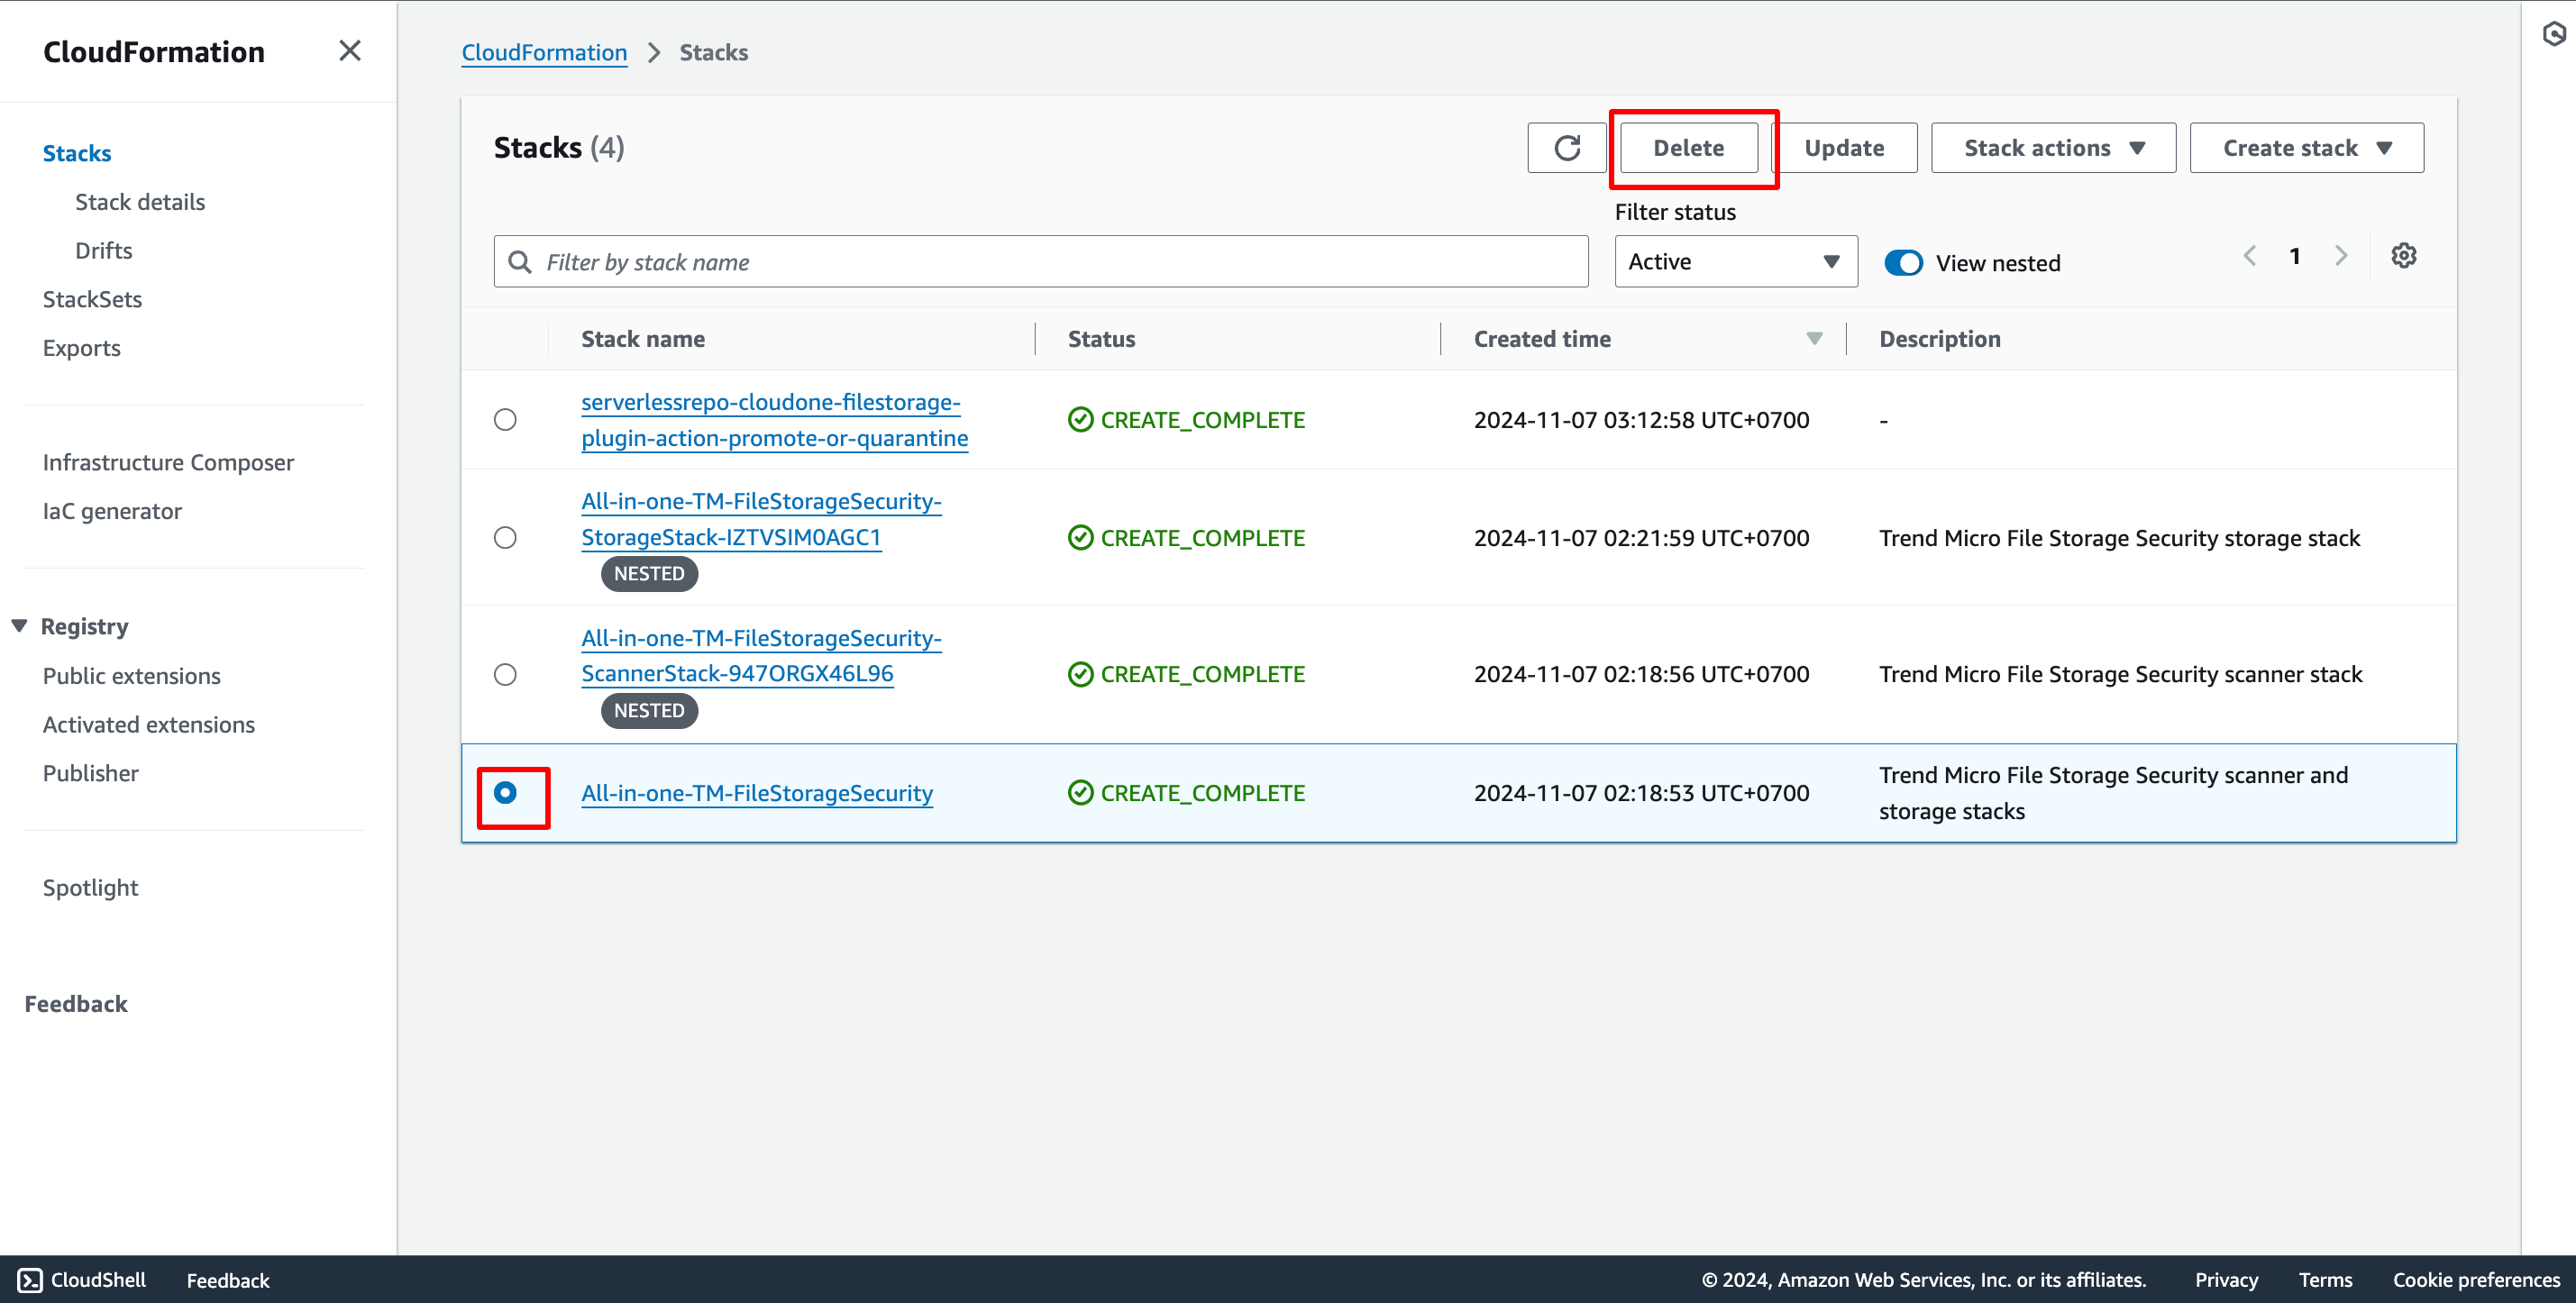 CloudFormation
Stacks
Stack details
Drifts
StackSets
Exports
Infrastructure Composer
IaC generator
Registry
Public extensions
Activated extensions
Publisher
Spotlight
Feedback
CloudFormation > Stacks
Stacks (4)
Delete
Update
Stack actions
Create stack
Filter status
Filter by stack name
Active
View nested
1
Stack name Status Created time Description
serverlessrepo-cloudone-filestorage-
plugin-action-promote-or-quarantine
CREATE_COMPLETE
2024-11-07 03:12:58 UTC+0700
-
All-in-one-TM-FileStorageSecurity-
StorageStack-IZTVSIM0AGC1
NESTED
CREATE_COMPLETE
2024-11-07 02:21:59 UTC+0700
Trend Micro File Storage Security storage stack
All-in-one-TM-FileStorageSecurity-
ScannerStack-947ORGX46L96
NESTED
CREATE_COMPLETE
2024-11-07 02:18:56 UTC+0700
Trend Micro File Storage Security scanner stack
All-in-one-TM-FileStorageSecurity
CREATE_COMPLETE
2024-11-07 02:18:53 UTC+0700
Trend Micro File Storage Security scanner and
storage stacks
CloudShell Feedback © 2024, Amazon Web Services, Inc. or its affiliates. Privacy Terms Cookie preferences